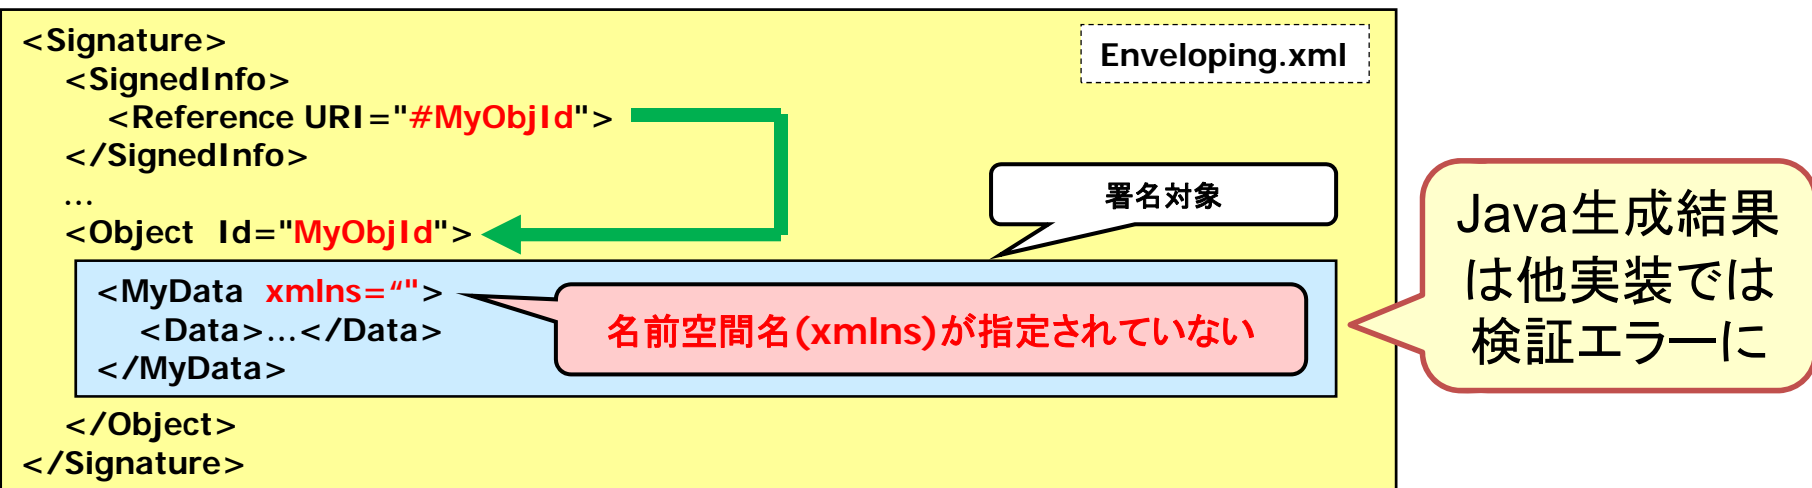 <Signature>
Enveloping.xml
<SignedInfo>
<Reference URI="#MyObjId">
</SignedInfo>
...
署名対象
<Object Id="MyObjId">
<MyData xmlns=“">
<Data>...</Data>
</MyData>
名前空間名(xmlns)が指定されていない
</Object>
</Signature>
Java生成結果
は他実装では
検証エラーに